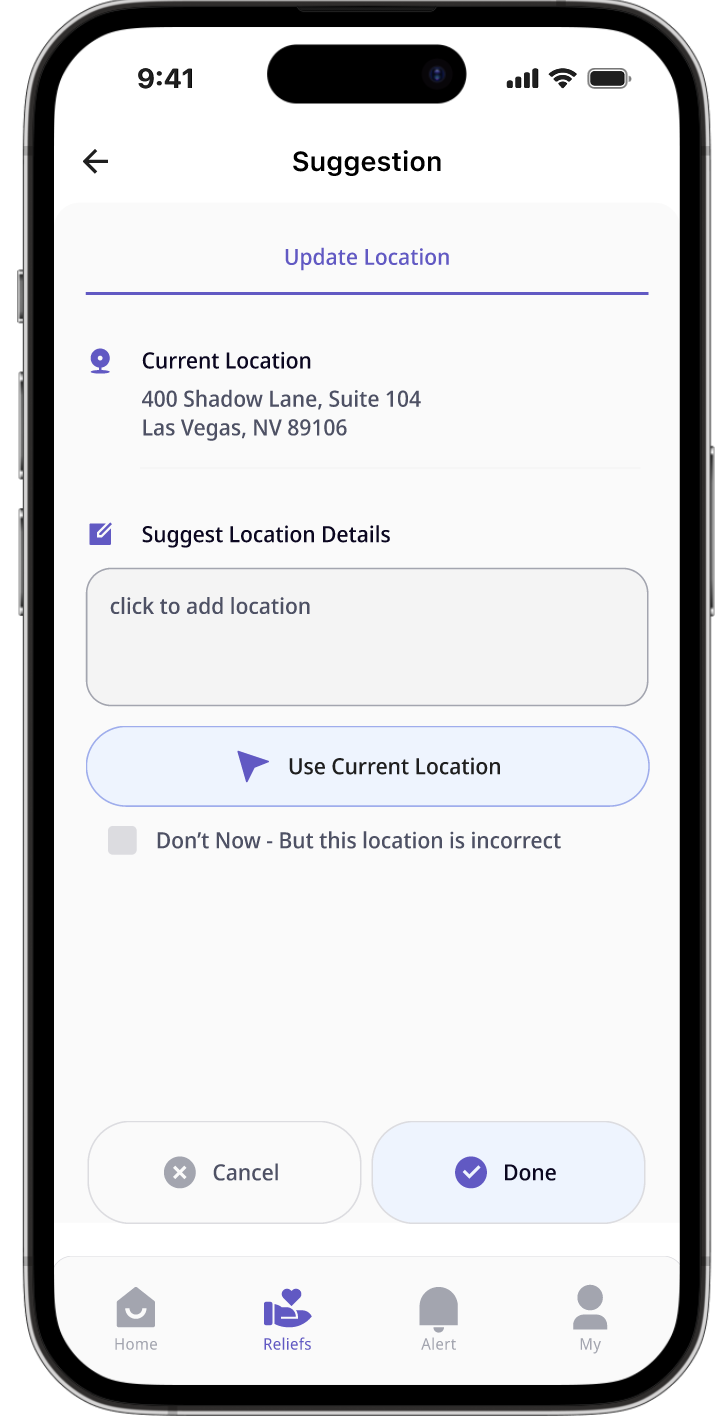 9:41
Suggestion
Update Location
Current Location
400 Shadow Lane, Suite 104
Las Vegas, NV 89106
Suggest Location Details
click to add location
Use Current Location
Don’t Now - But this location is incorrect
Cancel
Done
Home
Reliefs
Alert
My